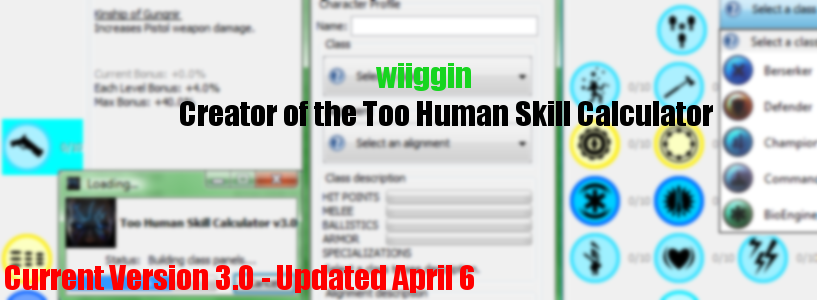 Character Profile
Kinship of Gungnir
Increases Pistol weapon damage.
Name:
Class
Select a class
Select a class
Current Bonus: +0.0%
Each Level Bonus: +4.0%
Max Bonus: +40.0%
wiiggin
Creator of the Too Human Skill Calculator
Select an alignment
Berserker
Defender
Champion
Loading...
Too Human Skill Calculator v3.0
Status: Building class panels...
Class description
HIT POINTS
MELEE
BALLISTICS
ARMOR
SPECIALIZATIONS
Alignment description
0/10
0/10
0/10
0/10
Current Version 3.0 - Updated April 6